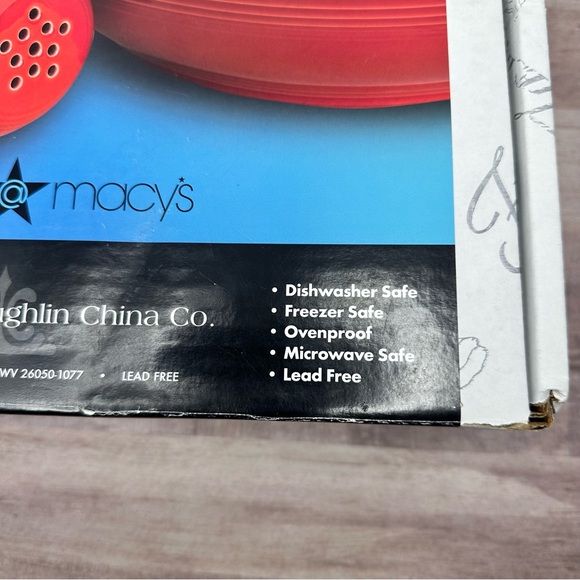 @ macy's
ughlin China Co.
WV 26050-1077 • LEAD FREE
• Dishwasher Safe
• Freezer Safe
• Ovenproof
• Microwave Safe
• Lead Free